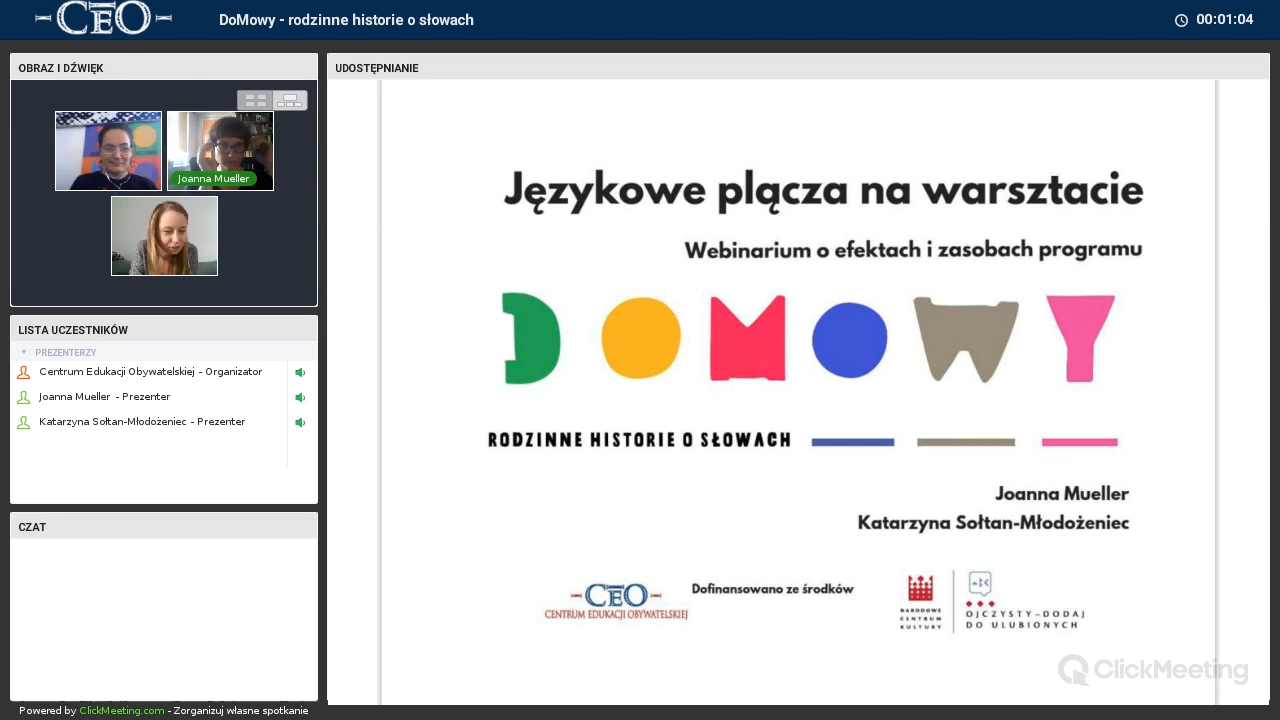 CEO
DoMowy - rodzinne historie o słowach
00:01:04
OBRAZ I DŹWIĘK
Joanna Mueller
LISTA UCZESTNIKÓW
PREZENTERZY
Centrum Edukacji Obywatelskiej - Organizator
Joanna Mueller - Prezenter
Katarzyna Sołtan-Młodożeniec - Prezenter
CZAT
Powered by ClickMeeting.com - Zorganizuj własne spotkanie
UDOSTĘPNIANIE
Językowe plącza na warsztacie
Webinarium o efektach i zasobach programu
DOMOWY
RODZINNE HISTORIE O SŁOWACH
Joanna Mueller
Katarzyna Sołtan-Młodożeniec
CEO
CENTRUM EDUKACJI OBYWATELSKIEJ
Dofinansowano ze środków
NARODOWE
CENTRUM
KULTURY
OJCZYSTY–DODAJ
DO ULUBIONYCH
ClickMeeting